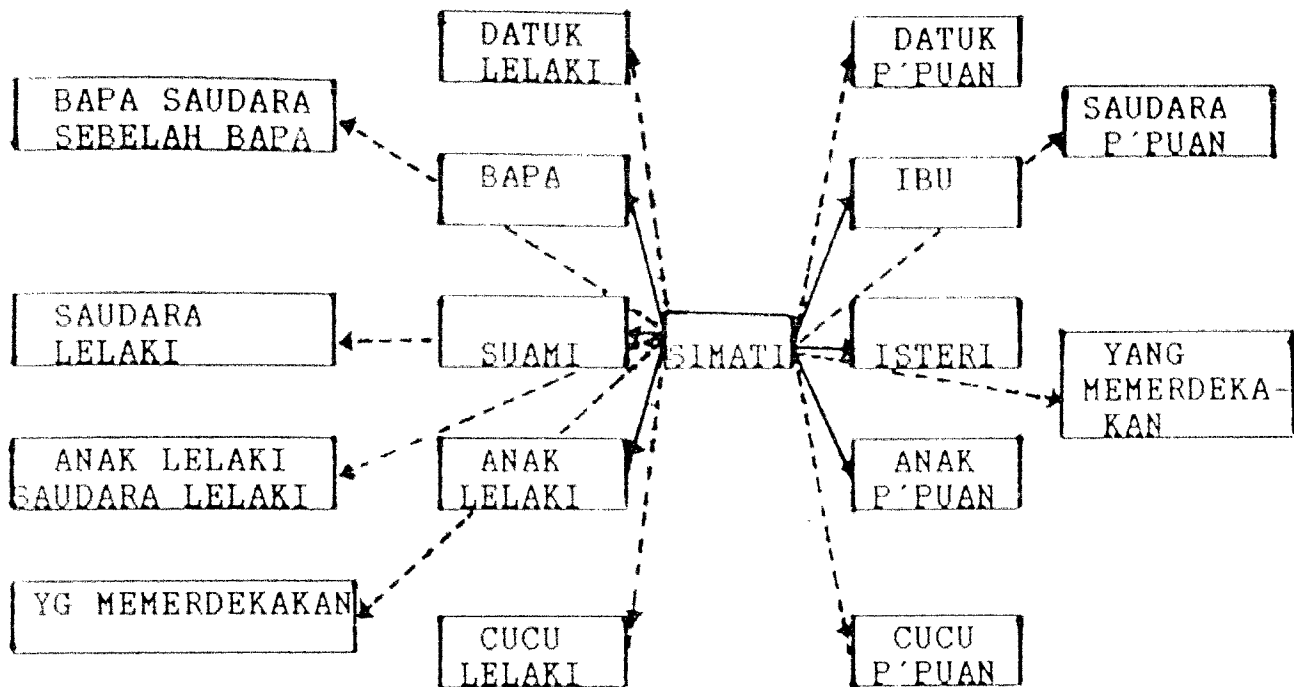 DATUK
LELAKI
DATUK
P'PUAN
BAPA SAUDARA
SEBELAH BAPA
SAUDARA
P'PUAN
BAPA
IBU
SAUDARA
LELAKI
SUAMI
SIMATI
ISTERI
YANG
MEMERDEKA-
KAN
ANAK LELAKI
SAUDARA LELAKI
ANAK
LELAKI
ANAK
P'PUAN
YG MEMERDEKAKAN
CUCU
LELAKI
CUCU
P'PUAN